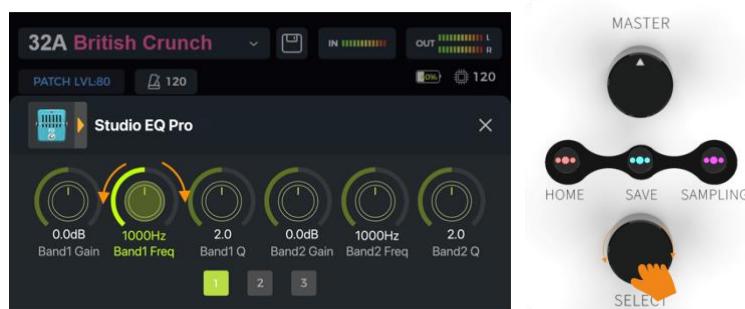 32A British Crunch
IN
OUT
L
R
PATCH LVL:80
120
0%
120
Studio EQ Pro
0.0dB
1000Hz
2.0
0.0dB
1000Hz
2.0
Band1 Gain
Band1 Freq
Band1 Q
Band2 Gain
Band2 Freq
Band2 Q
1
2
3
MASTER
HOME
SAVE
SAMPLING
SELECT